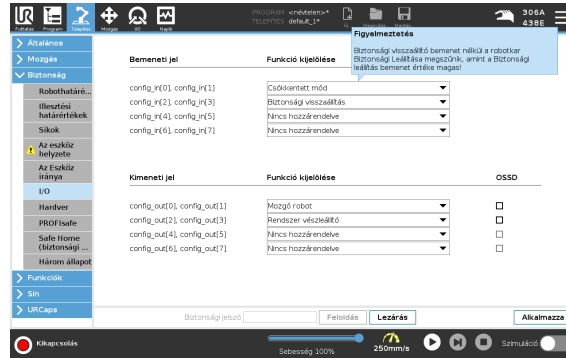 PROGRAM <névtelen>*
TELEPÍTÉS default_1*
306A
438E
Futtatás Program Telepítés Mozgás I/O Napló
Figyelmeztetés
Biztonsági visszaállító bemenet nélkül a robotkar
Biztonsági Leállítása megszűnik, amint a Biztonsági
leállítás bemenet értéke magas!
Általános
Mozgás
Biztonság
Robothatáré...
Illesztési
határértékek
Síkok
Az eszköz
helyzete
Az Eszköz
iránya
I/O
Hardver
PROFIsafe
Safe Home
(biztonsági ...
Három állapot
Funkciók
Sín
URCaps
Bemeneti jel Funkció kijelölése
config_in[0], config_in[1] Csökkentett mód
config_in[2], config_in[3] Biztonsági visszaállítás
config_in[4], config_in[5] Nincs hozzárendelve
config_in[6], config_in[7] Nincs hozzárendelve
Kimeneti jel Funkció kijelölése OSSD
config_out[0], config_out[1] Mozgó robot
config_out[2], config_out[3] Rendszer vészleállító
config_out[4], config_out[5] Nincs hozzárendelve
config_out[6], config_out[7] Nincs hozzárendelve
Biztonsági jelszó Feloldás Lezárás Alkalmazza
Kikapcsolás
Sebesség 100%
250mm/s
Szimuláció